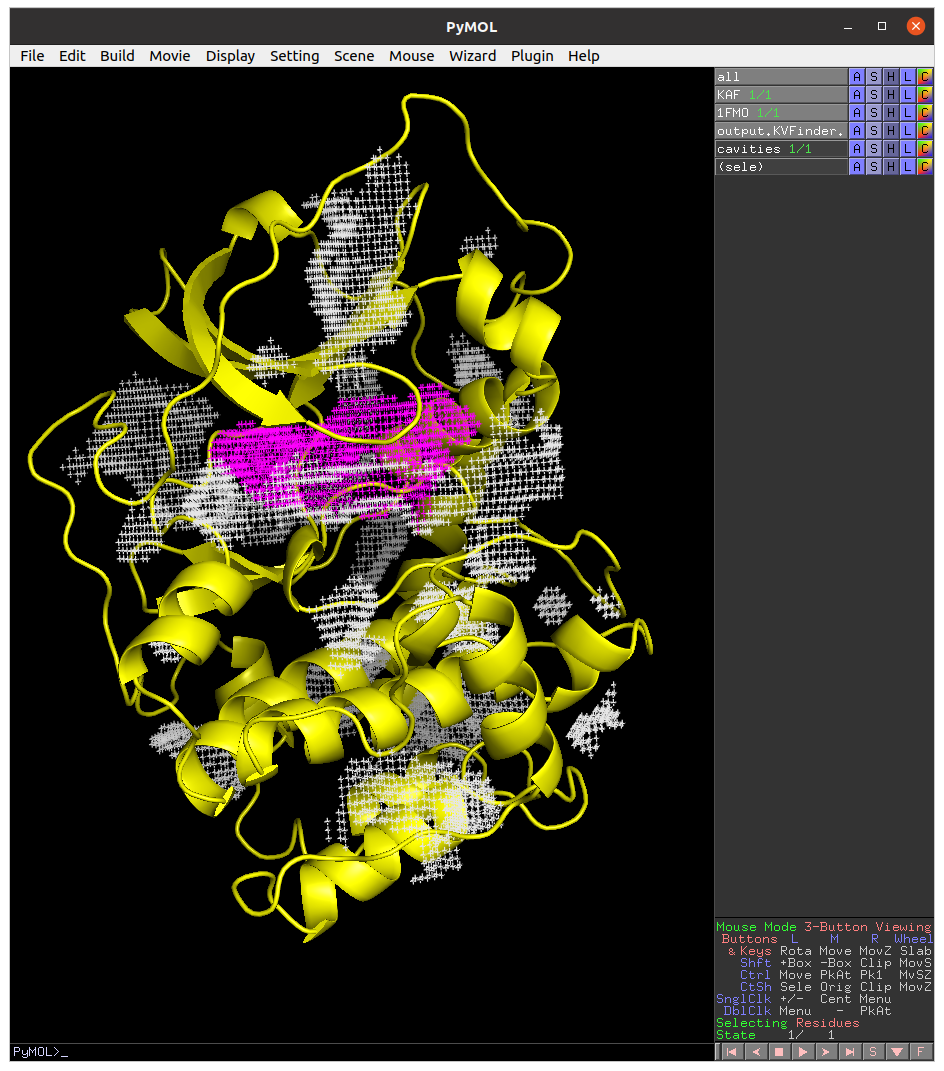 PyMOL
File Edit Build Movie Display Setting Scene Mouse Wizard Plugin Help
all A S H L C
KAF 1/1 A S H L C
1FMO 1/1 A S H L C
output.KVFinder. A S H L C
cavities 1/1 A S H L C
(sele) A S H L C
Mouse Mode 3-Button Viewing
Buttons L M R Wheel
& Keys Rota Move MovZ Slab
Shft +Box -Box Clip MovS
Ctrl Move PkAt Pk1 MvSZ
CtSh Sele Orig Clip MovZ
SnglClk +/- Cent Menu
DblClk Menu - PkAt
Selecting Residues
State 1/ 1
PyMOL>_
S F